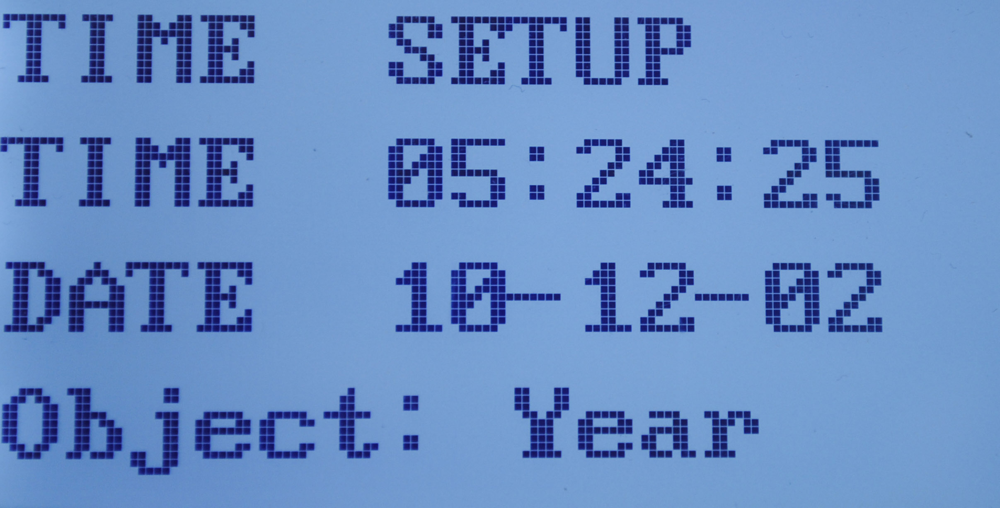 TIME SETUP
TIME 05:24:25
DATE 10-12-02
Object: Year